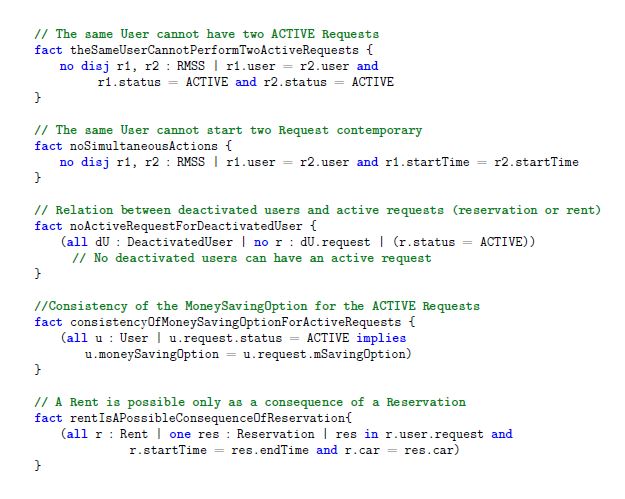 // The same User cannot have two ACTIVE Requests
fact theSameUserCannotPerformTwoActiveRequests {
no disj r1, r2 : RMSS | r1.user = r2.user and
r1.status = ACTIVE and r2.status = ACTIVE
}
// The same User cannot start two Request contemporary
fact noSimultaneousActions {
no disj r1, r2 : RMSS | r1.user = r2.user and r1.startTime = r2.startTime
}
// Relation between deactivated users and active requests (reservation or rent)
fact noActiveRequestForDeactivatedUser {
(all dU : DeactivatedUser | no r : dU.request | (r.status = ACTIVE))
// No deactivated users can have an active request
}
//Consistency of the MoneySavingOption for the ACTIVE Requests
fact consistencyOfMoneySavingOptionForActiveRequests {
(all u : User | u.request.status = ACTIVE implies
u.moneySavingOption = u.request.mSavingOption)
}
// A Rent is possible only as a consequence of a Reservation
fact rentIsAPossibleConsequenceOfReservation{
(all r : Rent | one res : Reservation | res in r.user.request and
r.startTime = res.endTime and r.car = res.car)
}